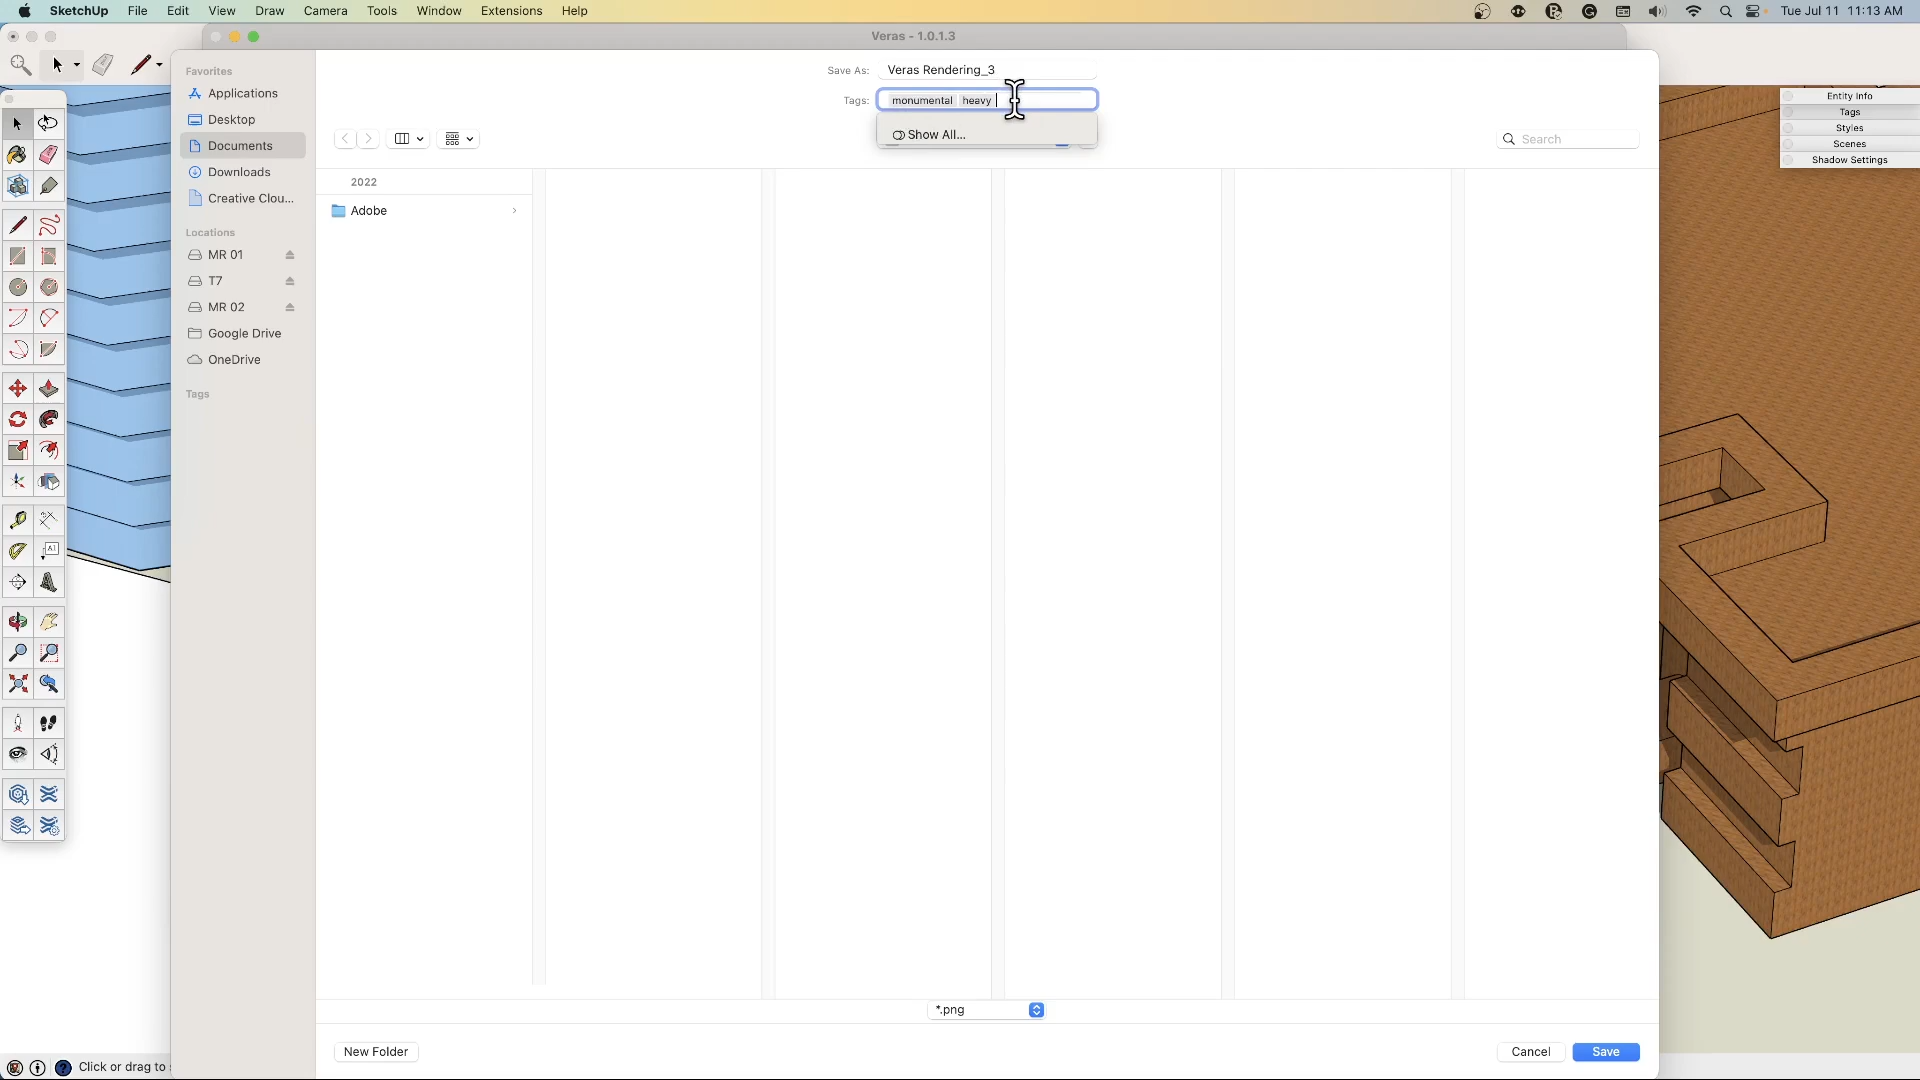 SketchUp File Edit View Draw Camera Tools Window Extensions Help Tue Jul 11 11:13 AM
Veras - 1.0.1.3
Save As: Veras Rendering_3
Tags: monumental heavy
Show All...
Search
Favorites
Applications
Desktop
Documents
Downloads
Creative Clou...
Locations
MR 01
T7
MR 02
Google Drive
OneDrive
Tags
2022
Adobe
Entity Info
Tags
Styles
Scenes
Shadow Settings
*.png
New Folder Cancel Save
Click or drag to